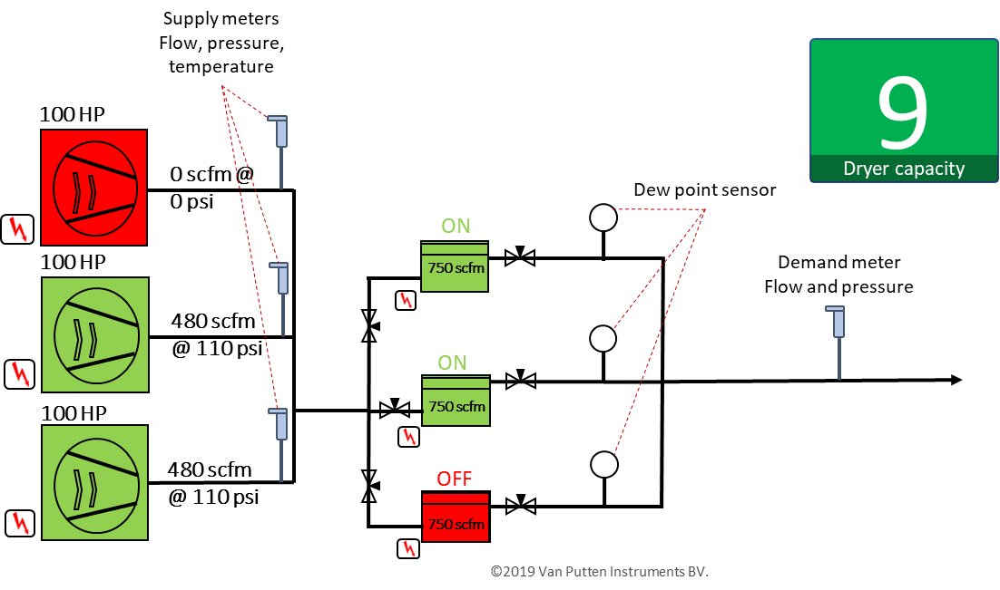 Supply meters
Flow, pressure,
temperature
9
Dryer capacity
100 HP
0 scfm @
0 psi
Dew point sensor
ON
750 scfm
100 HP
480 scfm
@ 110 psi
Demand meter
Flow and pressure
ON
750 scfm
100 HP
480 scfm
@ 110 psi
OFF
750 scfm
©2019 Van Putten Instruments BV.